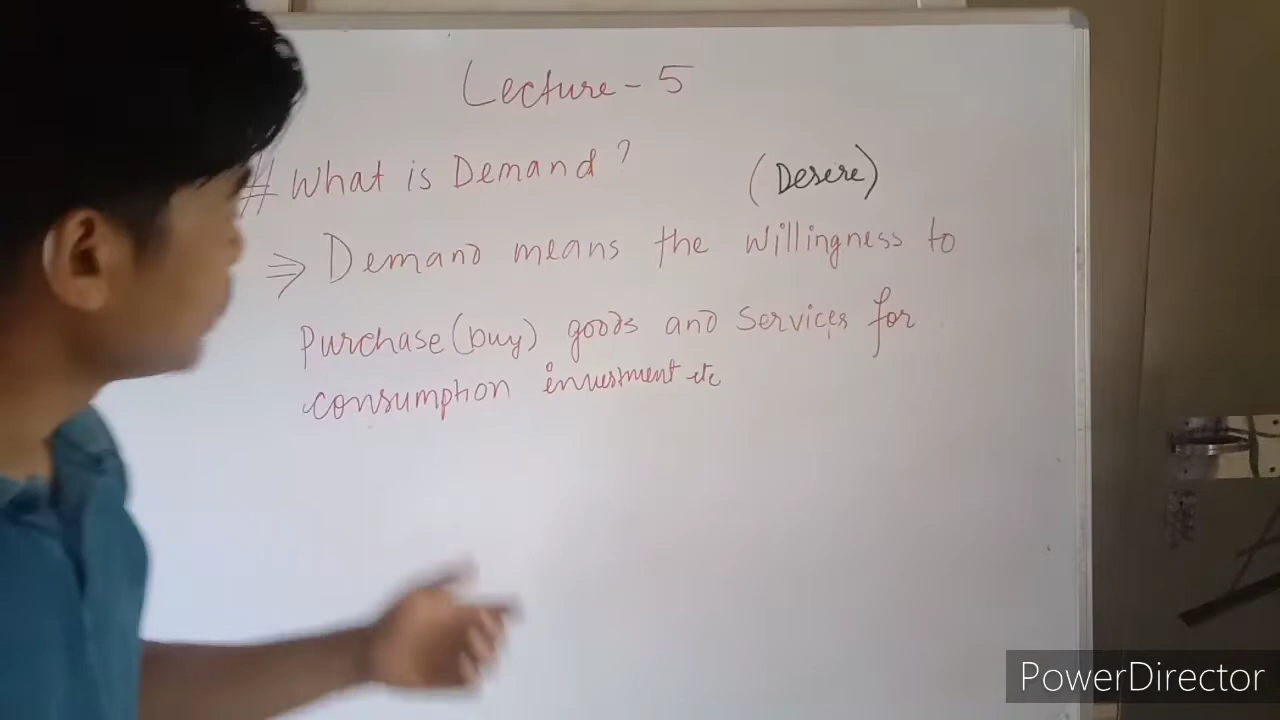 Lecture - 5
# What is Demand ?
(Desire)
⇒ Demand means the willingness to
purchase (buy) goods and services for
consumption investment etc
PowerDirector